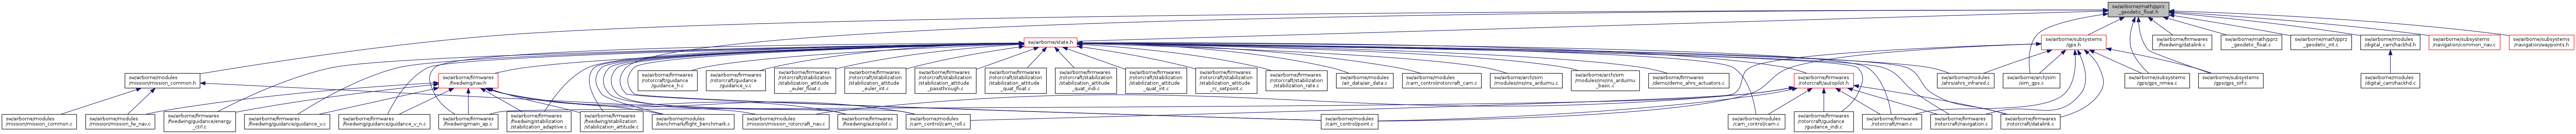 sw/airborne/math/pprz
_geodetic_float.h
sw/airborne/state.h
sw/airborne/subsystems
/gps.h
sw/airborne/firmwares
/fixedwing/datalink.c
sw/airborne/math/pprz
_geodetic_float.c
sw/airborne/math/pprz
_geodetic_int.c
sw/airborne/modules
/digital_cam/hackhd.h
sw/airborne/subsystems
/navigation/common_nav.c
sw/airborne/subsystems
/navigation/waypoints.h
sw/airborne/modules
/mission/mission_common.h
sw/airborne/firmwares
/fixedwing/nav.h
sw/airborne/firmwares
/rotorcraft/guidance
/guidance_h.c
sw/airborne/firmwares
/rotorcraft/guidance
/guidance_v.c
sw/airborne/firmwares
/rotorcraft/stabilization
/stabilization_attitude
_euler_float.c
sw/airborne/firmwares
/rotorcraft/stabilization
/stabilization_attitude
_euler_int.c
sw/airborne/firmwares
/rotorcraft/stabilization
/stabilization_attitude
_passthrough.c
sw/airborne/firmwares
/rotorcraft/stabilization
/stabilization_attitude
_quat_float.c
sw/airborne/firmwares
/rotorcraft/stabilization
/stabilization_attitude
_quat_indi.c
sw/airborne/firmwares
/rotorcraft/stabilization
/stabilization_attitude
_quat_int.c
sw/airborne/firmwares
/rotorcraft/stabilization
/stabilization_attitude
_rc_setpoint.c
sw/airborne/firmwares
/rotorcraft/stabilization
/stabilization_rate.c
sw/airborne/modules
/air_data/air_data.c
sw/airborne/modules
/cam_control/rotorcraft_cam.c
sw/airborne/arch/sim
/modules/ins/ins_arduimu.c
sw/airborne/arch/sim
/modules/ins/ins_arduimu
_basic.c
sw/airborne/firmwares
/demo/demo_ahrs_actuators.c
sw/airborne/firmwares
/rotorcraft/autopilot.h
sw/airborne/modules
/ahrs/ahrs_infrared.c
sw/airborne/arch/sim
/sim_gps.c
sw/airborne/subsystems
/gps/gps_nmea.c
sw/airborne/subsystems
/gps/gps_sirf.c
sw/airborne/modules
/digital_cam/hackhd.c
sw/airborne/modules
/mission/mission_common.c
sw/airborne/modules
/mission/mission_fw_nav.c
sw/airborne/firmwares
/fixedwing/guidance/energy
_ctrl.c
sw/airborne/firmwares
/fixedwing/guidance/guidance_v.c
sw/airborne/firmwares
/fixedwing/guidance/guidance_v_n.c
sw/airborne/firmwares
/fixedwing/main_ap.c
sw/airborne/firmwares
/fixedwing/stabilization
/stabilization_adaptive.c
sw/airborne/firmwares
/fixedwing/stabilization
/stabilization_attitude.c
sw/airborne/modules
/benchmark/flight_benchmark.c
sw/airborne/modules
/mission/mission_rotorcraft_nav.c
sw/airborne/firmwares
/fixedwing/autopilot.c
sw/airborne/modules
/cam_control/cam_roll.c
sw/airborne/modules
/cam_control/point.c
sw/airborne/modules
/cam_control/cam.c
sw/airborne/firmwares
/rotorcraft/guidance
/guidance_indi.c
sw/airborne/firmwares
/rotorcraft/main.c
sw/airborne/firmwares
/rotorcraft/navigation.c
sw/airborne/firmwares
/rotorcraft/datalink.c